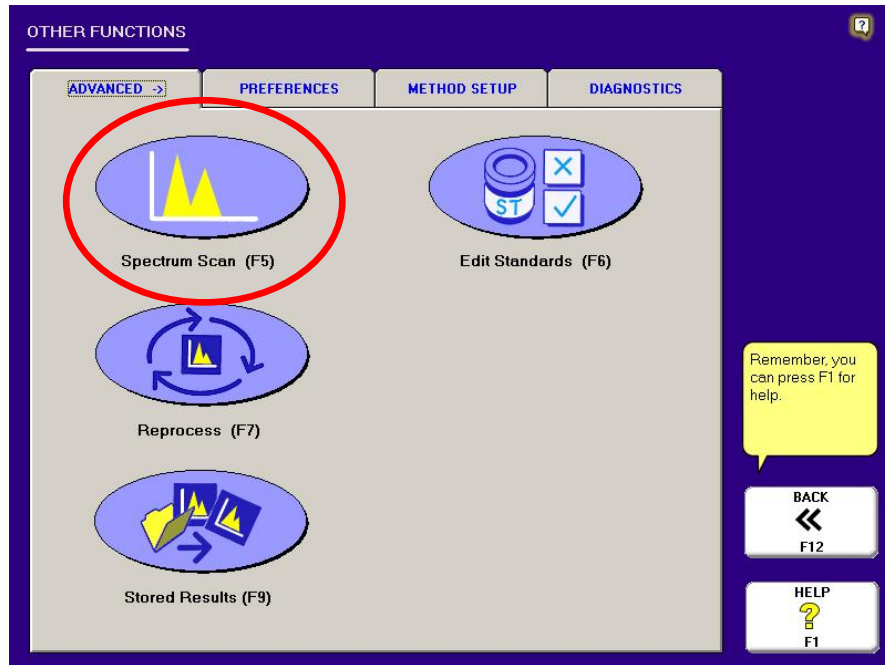 OTHER FUNCTIONS
?
ADVANCED ->
PREFERENCES
METHOD SETUP
DIAGNOSTICS
ST
Spectrum Scan (F5)
Edit Standards (F6)
Reprocess (F7)
Stored Results (F9)
Remember, you
can press F1 for
help.
BACK
F12
HELP
?
F1